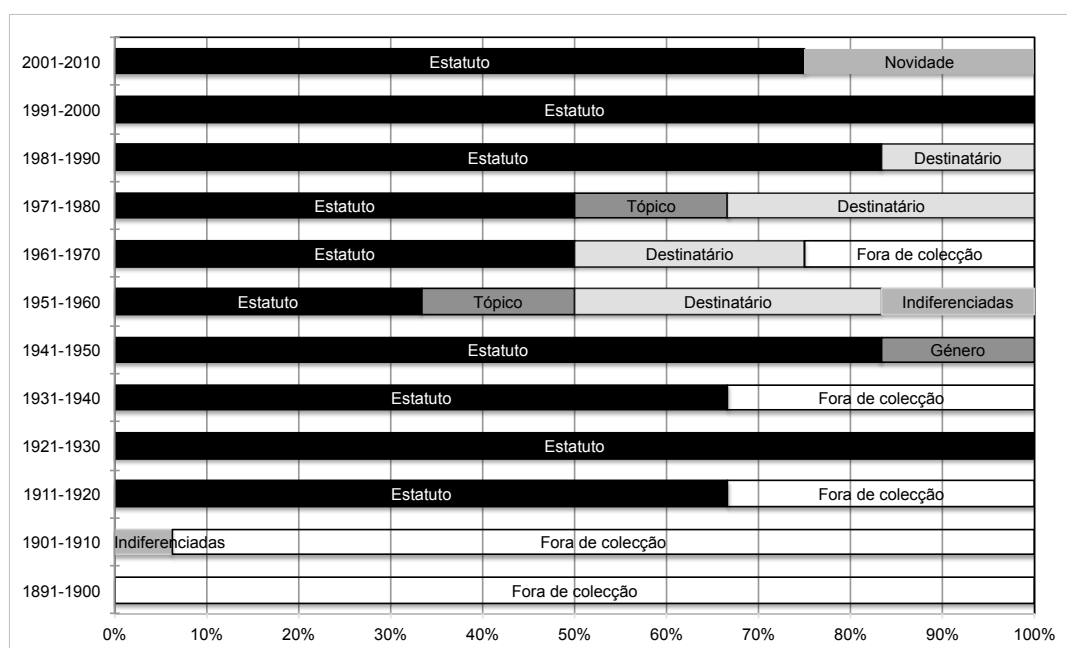 2001-2010 Estatuto Novidade
1991-2000 Estatuto
1981-1990 Estatuto Destinatário
1971-1980 Estatuto Tópico Destinatário
1961-1970 Estatuto Destinatário Fora de colecção
1951-1960 Estatuto Tópico Destinatário Indiferenciadas
1941-1950 Estatuto Género
1931-1940 Estatuto Fora de colecção
1921-1930 Estatuto
1911-1920 Estatuto Fora de colecção
1901-1910 Indiferenciadas Fora de colecção
1891-1900 Fora de colecção
0% 10% 20% 30% 40% 50% 60% 70% 80% 90% 100%